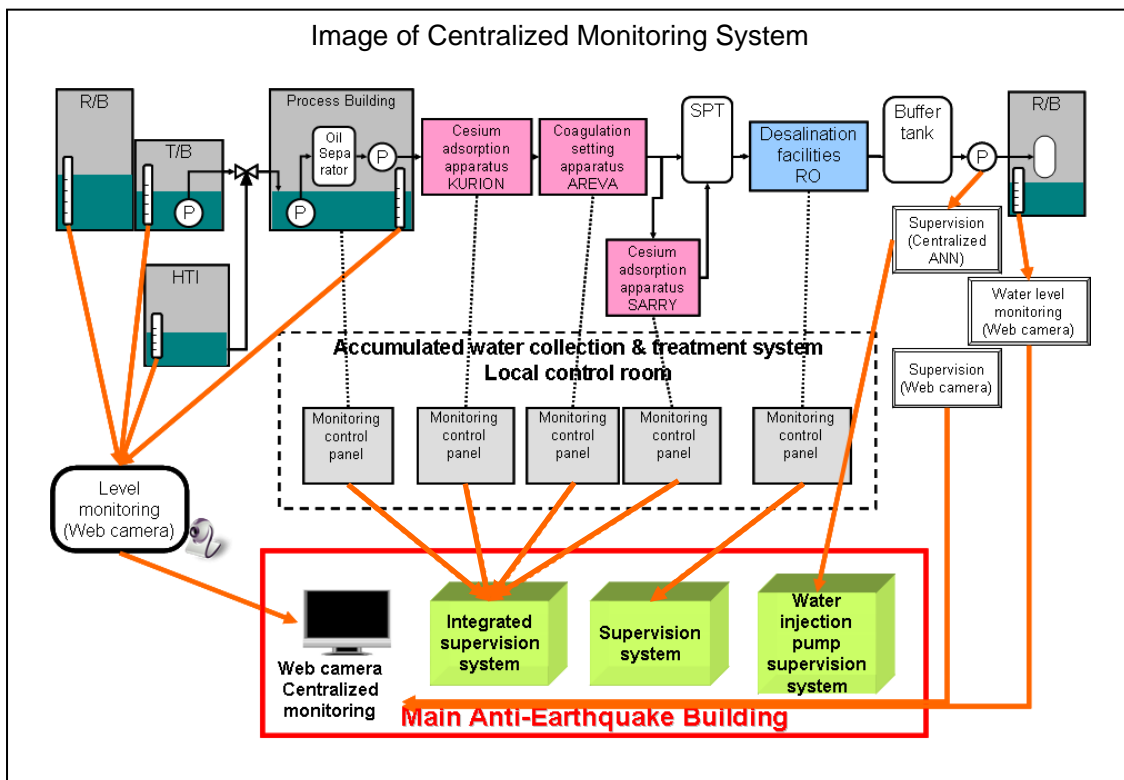 Image of Centralized Monitoring System
R/B
T/B
HTI
P
Process Building
Oil
Sepa
rator
P
P
Cesium
adsorption
apparatus
KURION
Coagulation
setting
apparatus
AREVA
SPT
Cesium
adsorption
apparatus
SARRY
Desalination
facilities
RO
Buffer
tank
P
R/B
Supervision
(Centralized
ANN)
Water level
monitoring
(Web camera)
Supervision
(Web camera)
Accumulated water collection & treatment system
Local control room
Monitoring
control
panel
Monitoring
control
panel
Monitoring
control
panel
Monitoring
control
panel
Monitoring
control
panel
Level
monitoring
(Web camera)
Web camera
Centralized
monitoring
Integrated
supervision
system
Supervision
system
Water
injection
pump
supervision
system
Main Anti-Earthquake Building